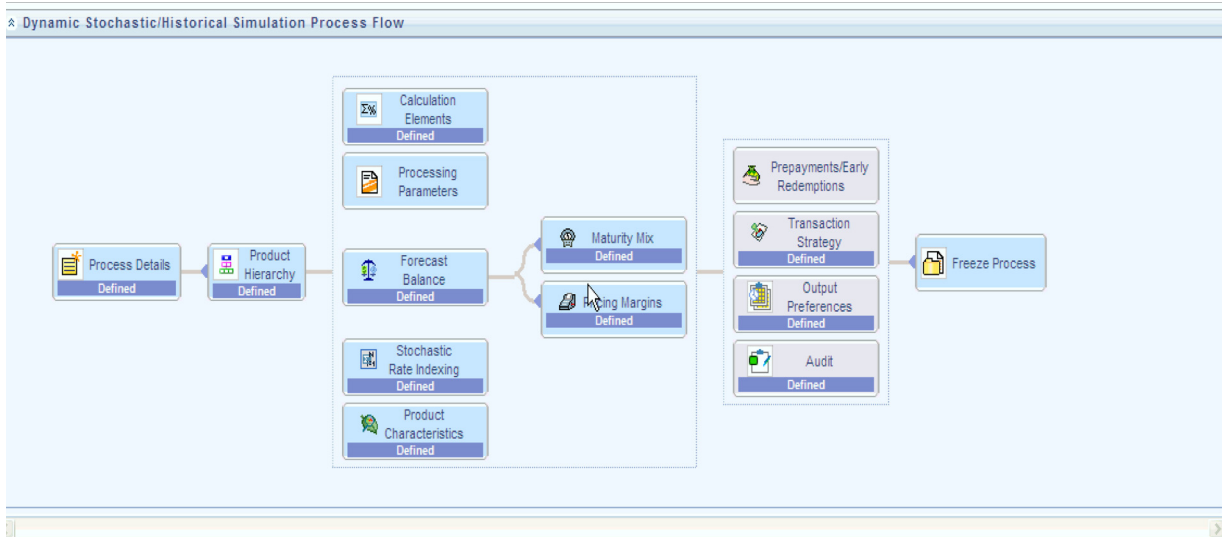 Dynamic Stochastic/Historical Simulation Process Flow
Process Details
Defined
Product
Hierarchy
Defined
Calculation
Elements
Defined
Processing
Parameters
Forecast
Balance
Defined
Stochastic
Rate Indexing
Defined
Product
Characteristics
Defined
Maturity Mix
Defined
Margins
Defined
Prepayments/Early
Redemptions
Transaction
Strategy
Defined
Output
Preferences
Defined
Audit
Defined
Freeze Process